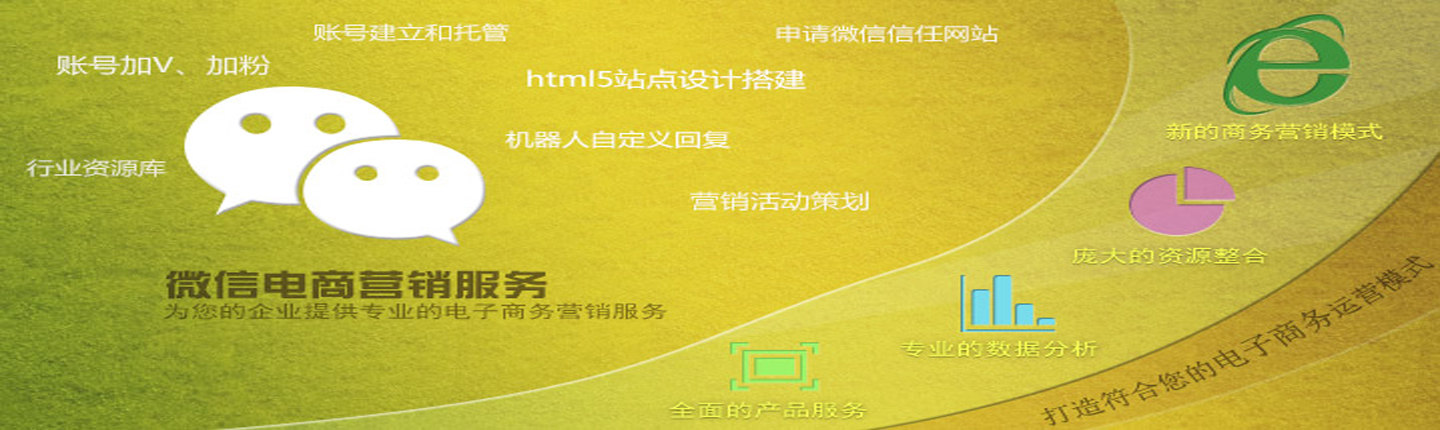 账号建立和托管
申请微信信任网站
账号加V、加粉
html5站点设计搭建
机器人自定义回复
行业资源库
营销活动策划
微信电商营销服务
为您的企业提供专业的电子商务营销服务
新的商务营销模式
庞大的资源整合
专业的数据分析
全面的产品服务
打造符合您的电子商务运营模式